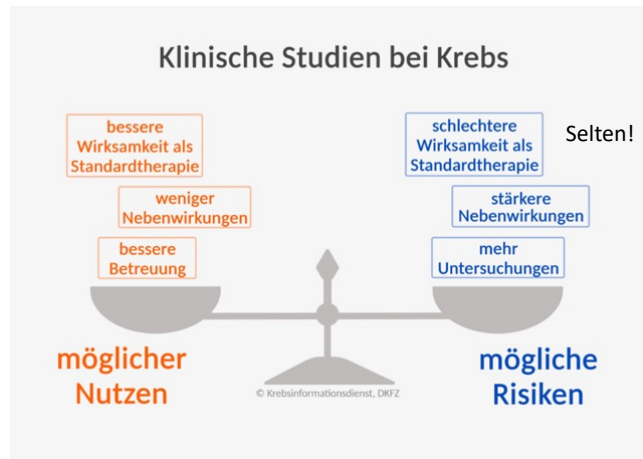 Klinische Studien bei Krebs
bessere
Wirksamkeit als
Standardtherapie
weniger
Nebenwirkungen
bessere
Betreuung
möglicher
Nutzen
schlechtere
Wirksamkeit als
Standardtherapie
Selten!
stärkere
Nebenwirkungen
mehr
Untersuchungen
mögliche
Risiken
© Krebsinformationsdienst, DKFZ